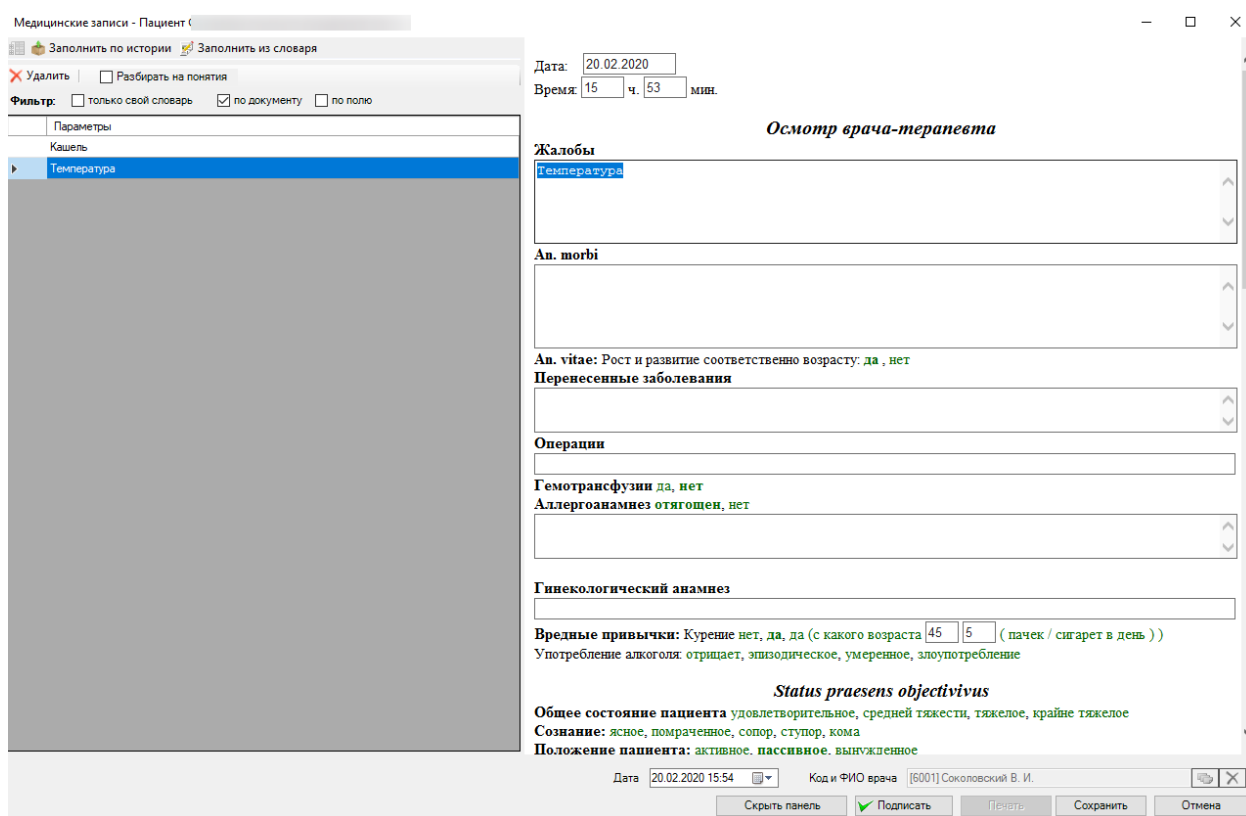 Медицинские записи - Пациент
Заполнить по истории Заполнить из словаря
Удалить Разбирать на понятия
Фильтр: только свой словарь по документу по полю
Параметры
Кашель
Температура
Дата: 20.02.2020
Время: 15 ч. 53 мин.
Осмотр врача-терапевта
Жалобы
Температура
An. morbi
An. vitae: Рост и развитие соответственно возрасту: да , нет
Перенесенные заболевания
Операции
Гемотрансфузии да, нет
Аллергоанамнез отягощен, нет
Гинекологический анамнез
Вредные привычки: Курение нет, да, да (с какого возраста 45 5 ( пачек / сигарет в день ) )
Употребление алкоголя: отрицает, эпизодическое, умеренное, злоупотребление
Status praesens objectivivus
Общее состояние пациента удовлетворительное, средней тяжести, тяжелое, крайне тяжелое
Сознание: ясное, помраченное, сопор, ступор, кома
Положение пациента: активное, пассивное, вынужденное
Дата 20.02.2020 15:54 Код и ФИО врача [6001] Соколовский В. И.
Скрыть панель Подписать Печать Сохранить Отмена